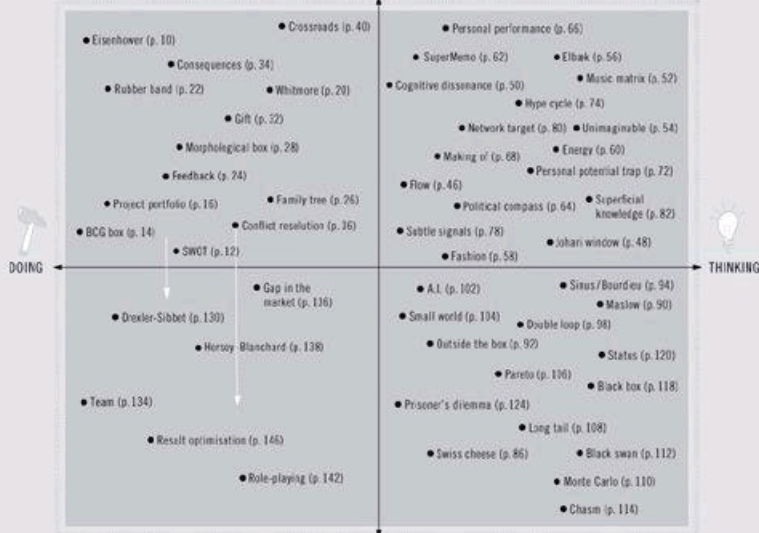 Crossroads (p. 40)
Eisenhower (p. 10)
Consequences (p. 34)
Rubber band (p. 22)
Whitmore (p. 20)
Gift (p. 32)
Morphological box (p. 28)
Feedback (p. 24)
Family tree (p. 26)
Project portfolio (p. 16)
Conflict resolution (p. 36)
BCG box (p. 14)
SWOT (p. 12)
Personal performance (p. 66)
SuperMemo (p. 62)
Elbæk (p. 56)
Music matrix (p. 52)
Cognitive dissonance (p. 50)
Hype cycle (p. 74)
Network target (p. 80)
Unimaginable (p. 54)
Energy (p. 60)
Making of (p. 68)
Personal potential trap (p. 72)
Flow (p. 46)
Political compass (p. 64)
Superficial
knowledge (p. 82)
Subtle signals (p. 78)
Johari window (p. 48)
Fashion (p. 58)
DOING
THINKING
Gap in the
market (p. 136)
Drexler-Sibbet (p. 130)
Hersey-Blanchard (p. 138)
Team (p. 134)
Result optimisation (p. 146)
Role-playing (p. 142)
A.I. (p. 102)
Sinus/Bourdieu (p. 94)
Maslow (p. 90)
Small world (p. 104)
Double loop (p. 98)
Outside the box (p. 92)
States (p. 120)
Pareto (p. 106)
Black box (p. 118)
Prisoner's dilemma (p. 124)
Long tail (p. 108)
Swiss cheese (p. 86)
Black swan (p. 112)
Monte Carlo (p. 110)
Chasm (p. 114)